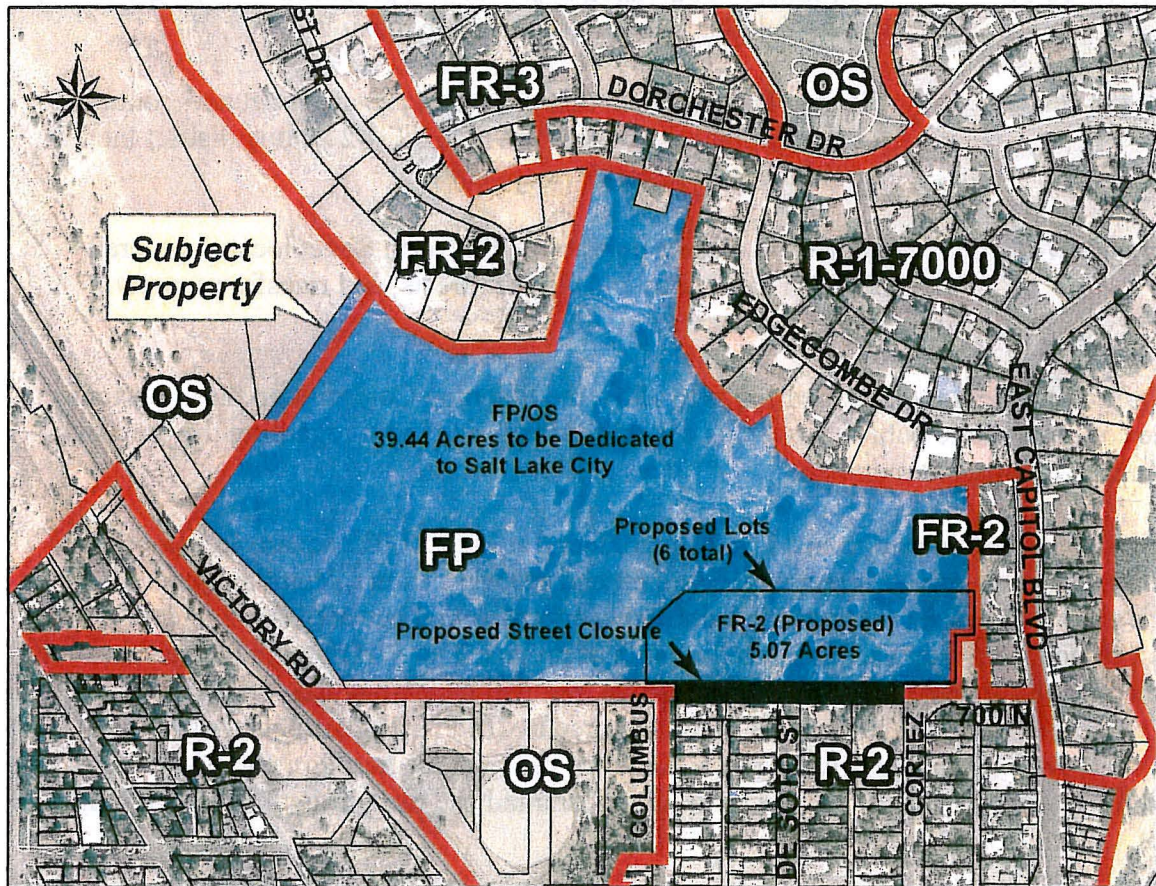 N
S
ST DR
FR-3
DORCHESTER DR
OS
Subject
Property
FR-2
R-1-7000
EDGECOMBE DR
EAST CAPITOL BLVD
OS
FP/OS
39.44 Acres to be Dedicated
to Salt Lake City
FP
Proposed Lots
(6 total)
FR-2
VICTORY RD
Proposed Street Closure
FR-2 (Proposed)
5.07 Acres
700 N
R-2
OS
COLUMBUS
DE SOTO ST
R-2
CORTEZ